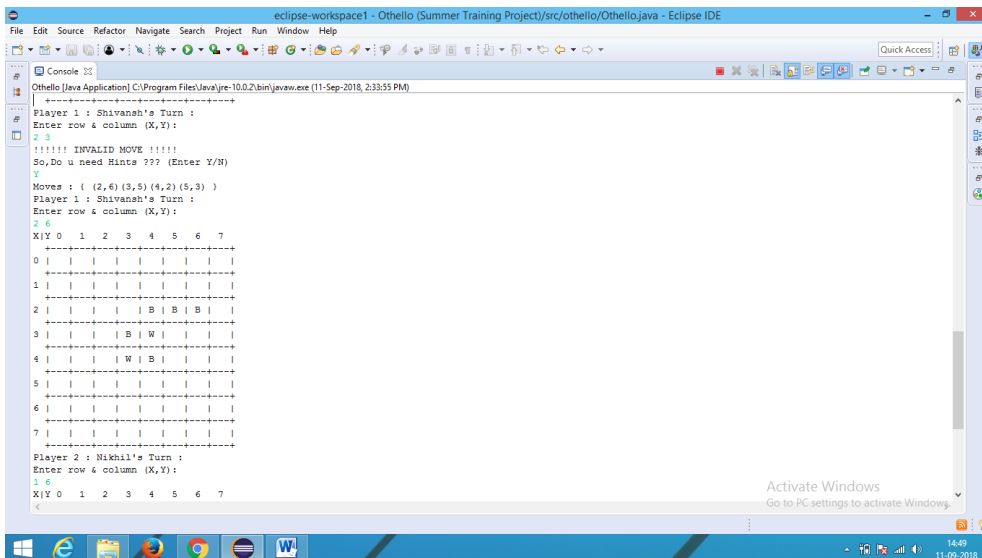 eclipse-workspace1 - Othello (Summer Training Project)/src/othello/Othello.java - Eclipse IDE
File Edit Source Refactor Navigate Search Project Run Window Help
Quick Access
Console
Othello [Java Application] C:\Program Files\Java\jre-10.0.2\bin\javaw.exe (11-Sep-2018, 2:33:55 PM)
+---+---+---+---+---+---+---+---+
Player 1 : Shivansh's Turn :
Enter row & column (X,Y):
2 3
!!!!!! INVALID MOVE !!!!!
So,Do u need Hints ??? (Enter Y/N)
Y
Moves : { (2,6)(3,5)(4,2)(5,3) }
Player 1 : Shivansh's Turn :
Enter row & column (X,Y):
2 6
X|Y 0 1 2 3 4 5 6 7
+---+---+---+---+---+---+---+---+
0 | | | | | | | | |
+---+---+---+---+---+---+---+---+
1 | | | | | | | | |
+---+---+---+---+---+---+---+---+
2 | | | | | B | B | B | |
+---+---+---+---+---+---+---+---+
3 | | | | B | W | | | |
+---+---+---+---+---+---+---+---+
4 | | | | W | B | | | |
+---+---+---+---+---+---+---+---+
5 | | | | | | | | |
+---+---+---+---+---+---+---+---+
6 | | | | | | | | |
+---+---+---+---+---+---+---+---+
7 | | | | | | | | |
+---+---+---+---+---+---+---+---+
Player 2 : Nikhil's Turn :
Enter row & column (X,Y):
1 6
X|Y 0 1 2 3 4 5 6 7
Activate Windows
Go to PC settings to activate Windows.
14:49
11-09-2018